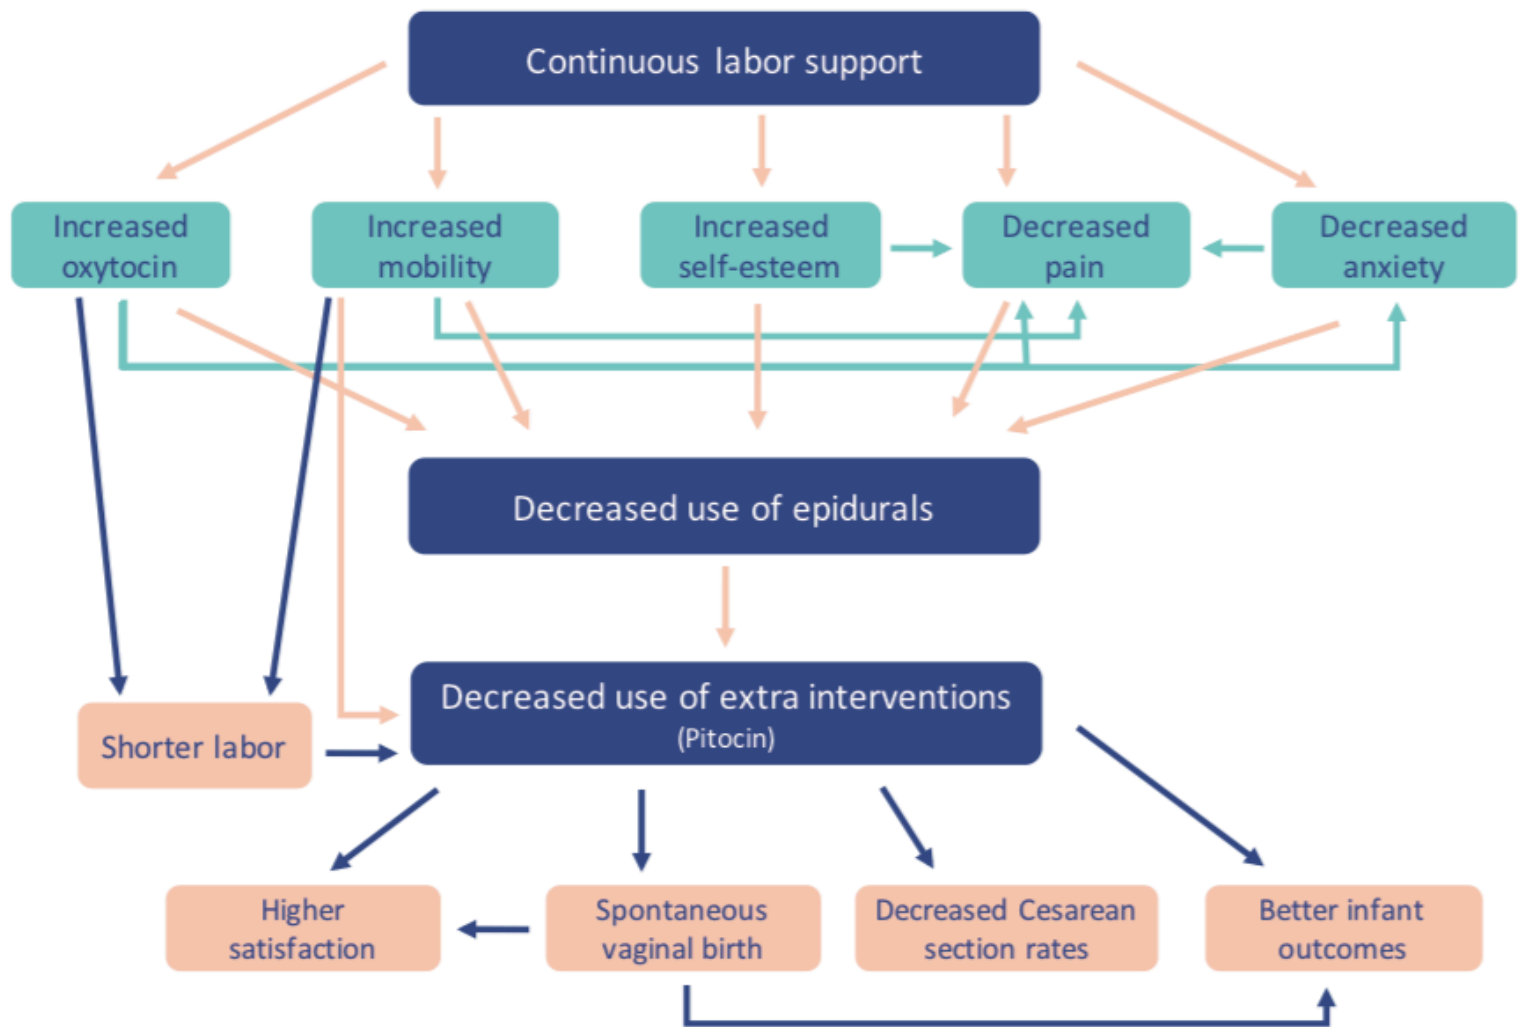 Continuous labor support
Increased
oxytocin
Increased
mobility
Increased
self-esteem
Decreased
pain
Decreased
anxiety
Decreased use of epidurals
Decreased use of extra interventions
(Pitocin)
Shorter labor
Higher
satisfaction
Spontaneous
vaginal birth
Decreased Cesarean
section rates
Better infant
outcomes